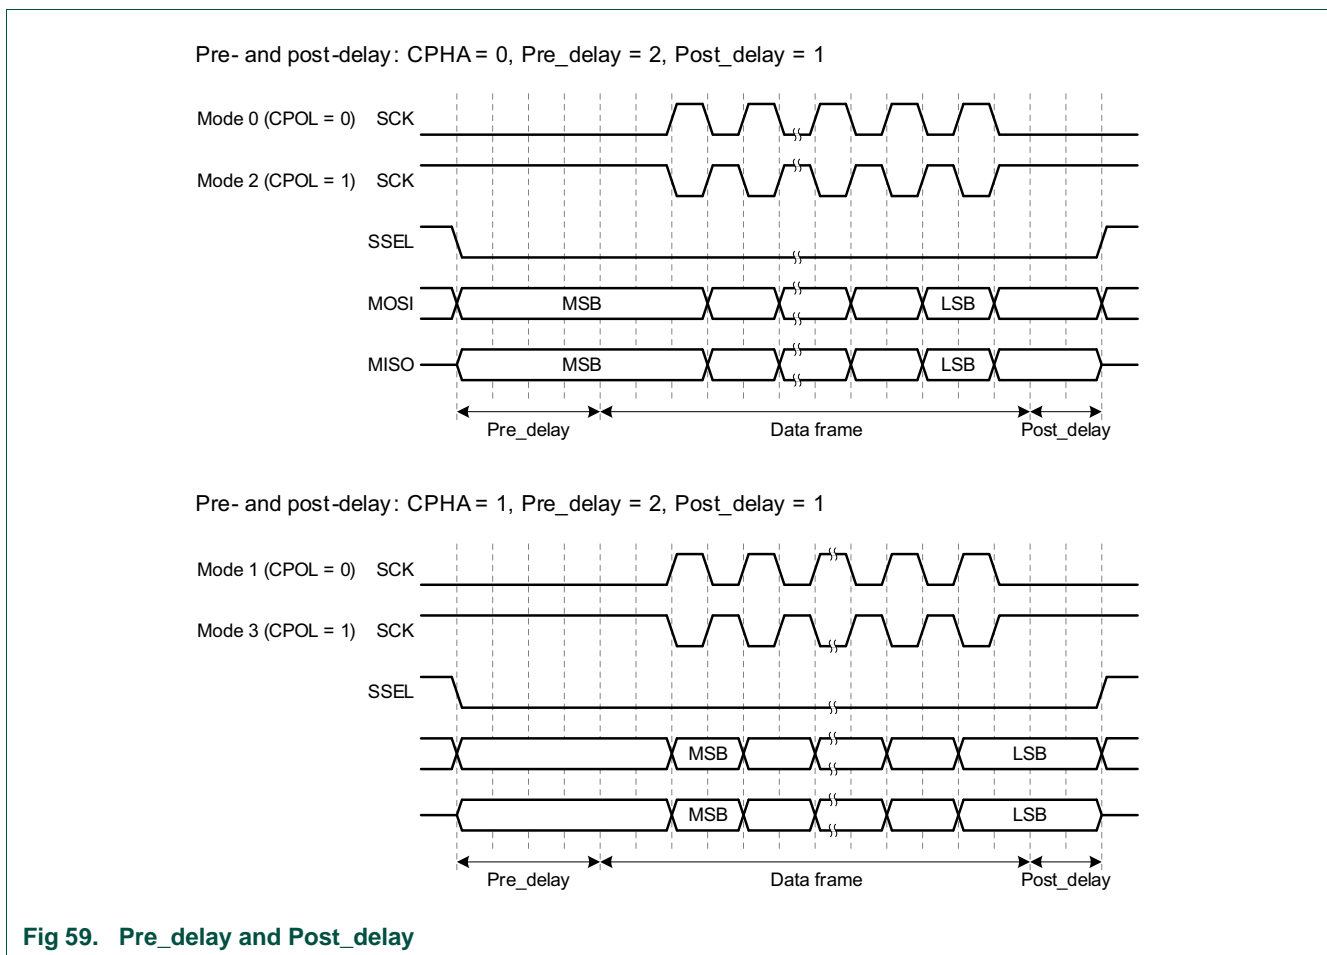 Pre- and post-delay: CPHA = 0, Pre_delay = 2, Post_delay = 1
Mode 0 (CPOL = 0) SCK
Mode 2 (CPOL = 1) SCK
SSEL
MOSI MSB LSB
MISO MSB LSB
Pre_delay Data frame Post_delay
Pre- and post-delay: CPHA = 1, Pre_delay = 2, Post_delay = 1
Mode 1 (CPOL = 0) SCK
Mode 3 (CPOL = 1) SCK
SSEL
MSB LSB
MSB LSB
Pre_delay Data frame Post_delay
Fig 59. Pre_delay and Post_delay